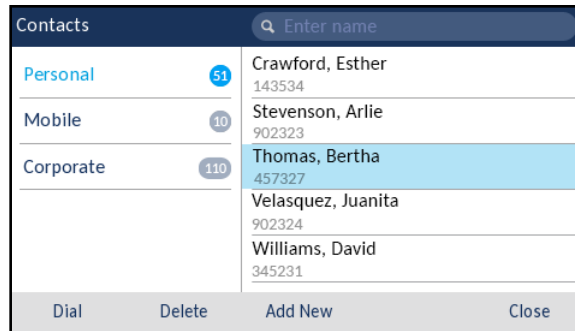 Contacts
Enter name
Personal 51
Mobile 10
Corporate 110
Crawford, Esther
143534
Stevenson, Arlie
902323
Thomas, Bertha
457327
Velasquez, Juanita
902324
Williams, David
345231
Dial Delete Add New Close